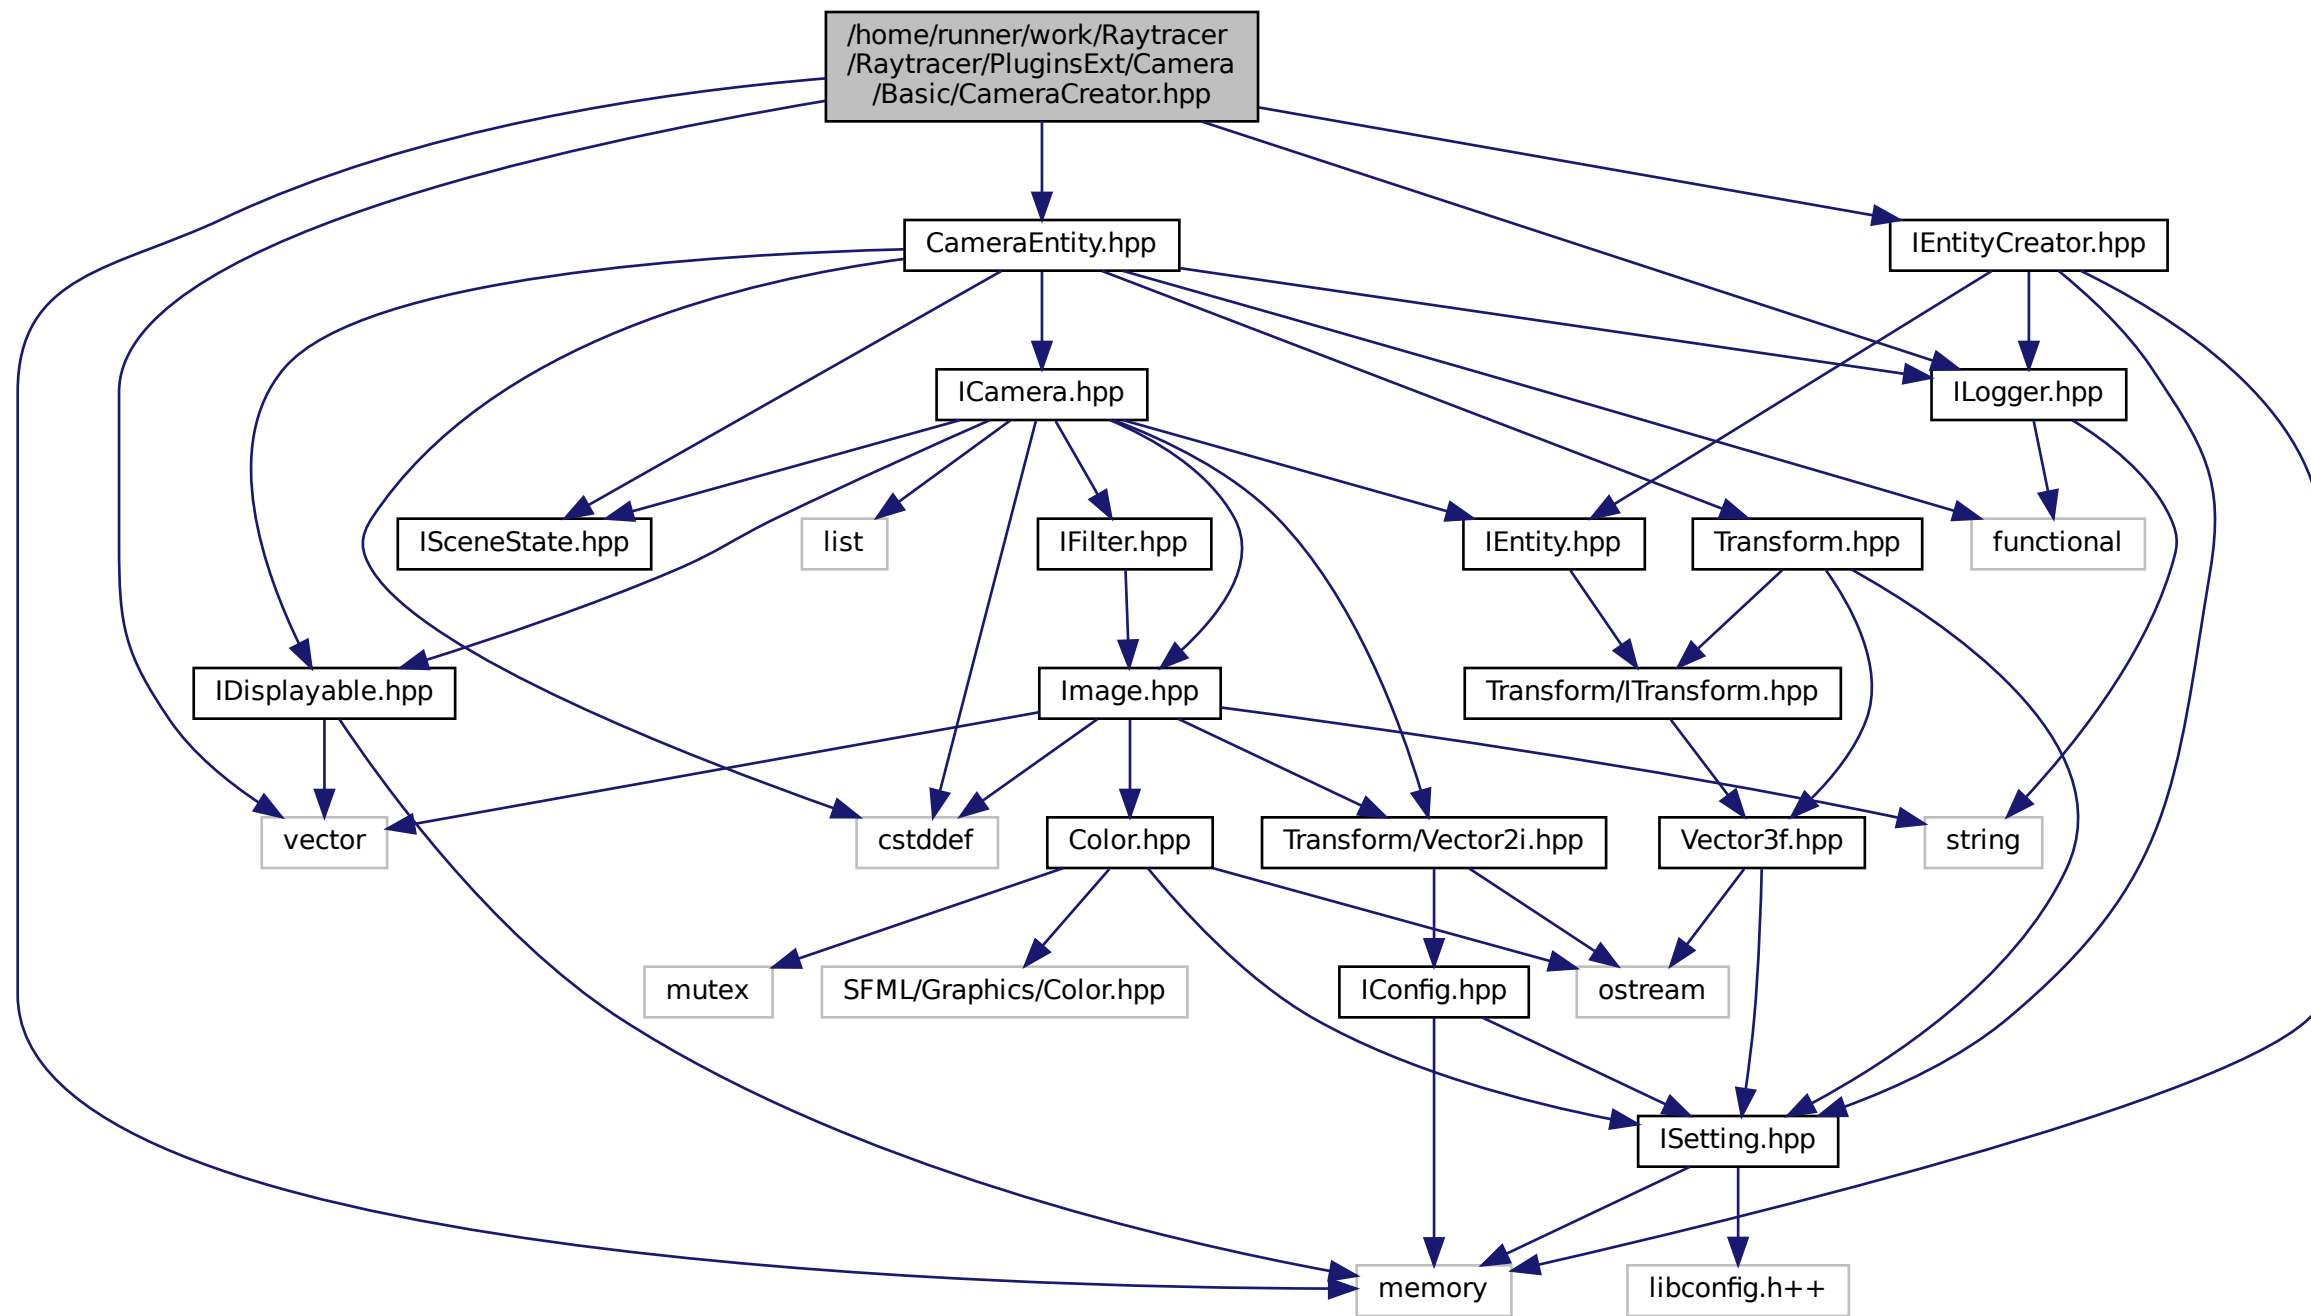 /home/runner/work/Raytracer
/Raytracer/PluginsExt/Camera
/Basic/CameraCreator.hpp
CameraEntity.hpp
IEntityCreator.hpp
ICamera.hpp
ILogger.hpp
ISceneState.hpp
list
IFilter.hpp
IEntity.hpp
Transform.hpp
functional
IDisplayable.hpp
Image.hpp
Transform/ITransform.hpp
vector
cstddef
Color.hpp
Transform/Vector2i.hpp
Vector3f.hpp
string
mutex
SFML/Graphics/Color.hpp
IConfig.hpp
ostream
ISetting.hpp
memory
libconfig.h++